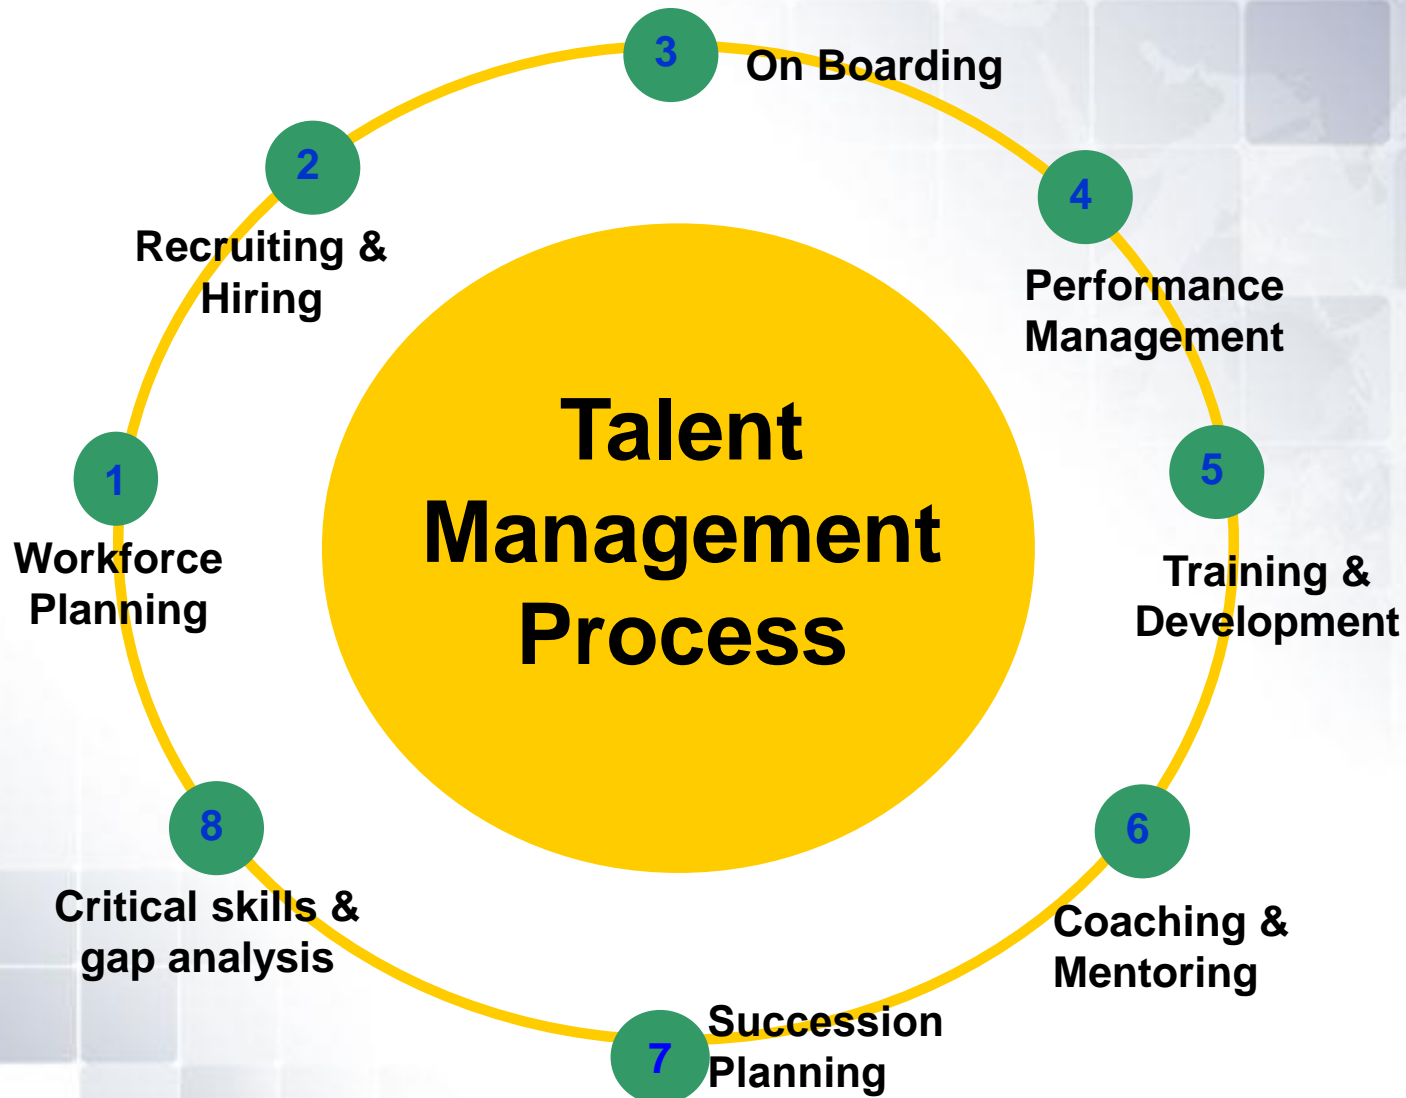 Talent
Management
Process
1
Workforce
Planning
2
Recruiting &
Hiring
3
On Boarding
4
Performance
Management
5
Training &
Development
6
Coaching &
Mentoring
7
Succession
Planning
8
Critical skills &
gap analysis